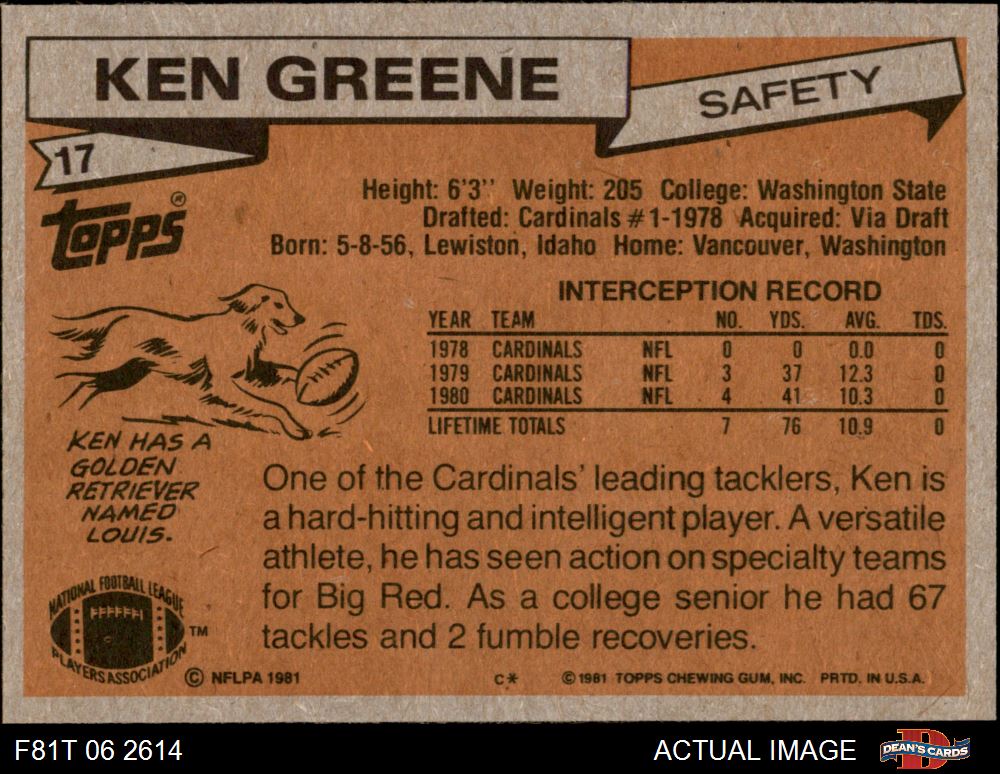 KEN GREENE
SAFETY
17
TOPPS®
Height: 6'3'' Weight: 205 College: Washington State
Drafted: Cardinals #1-1978 Acquired: Via Draft
Born: 5-8-56, Lewiston, Idaho Home: Vancouver, Washington
INTERCEPTION RECORD
YEAR TEAM NO. YDS. AVG. TDS.
1978 CARDINALS NFL 0 0 0.0 0
1979 CARDINALS NFL 3 37 12.3 0
1980 CARDINALS NFL 4 41 10.3 0
LIFETIME TOTALS 7 76 10.9 0
KEN HAS A
GOLDEN
RETRIEVER
NAMED
LOUIS.
One of the Cardinals' leading tacklers, Ken is
a hard-hitting and intelligent player. A versatile
athlete, he has seen action on specialty teams
for Big Red. As a college senior he had 67
tackles and 2 fumble recoveries.
NATIONAL FOOTBALL LEAGUE
PLAYERS ASSOCIATION
TM
© NFLPA 1981 C* © 1981 TOPPS CHEWING GUM, INC. PRTD. IN U.S.A.
F81T 06 2614 ACTUAL IMAGE
DEAN'S CARDS